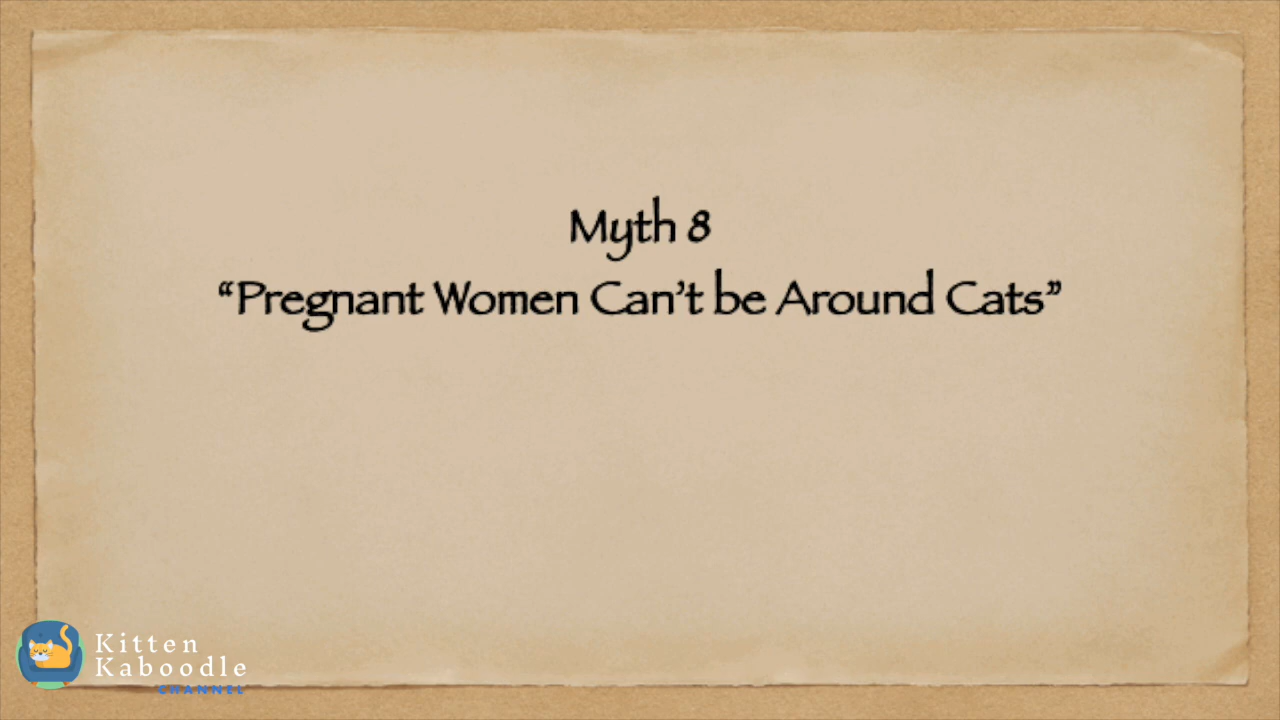 Myth 8
“Pregnant Women Can’t be Around Cats”
Kitten
Kaboodle
CHANNEL